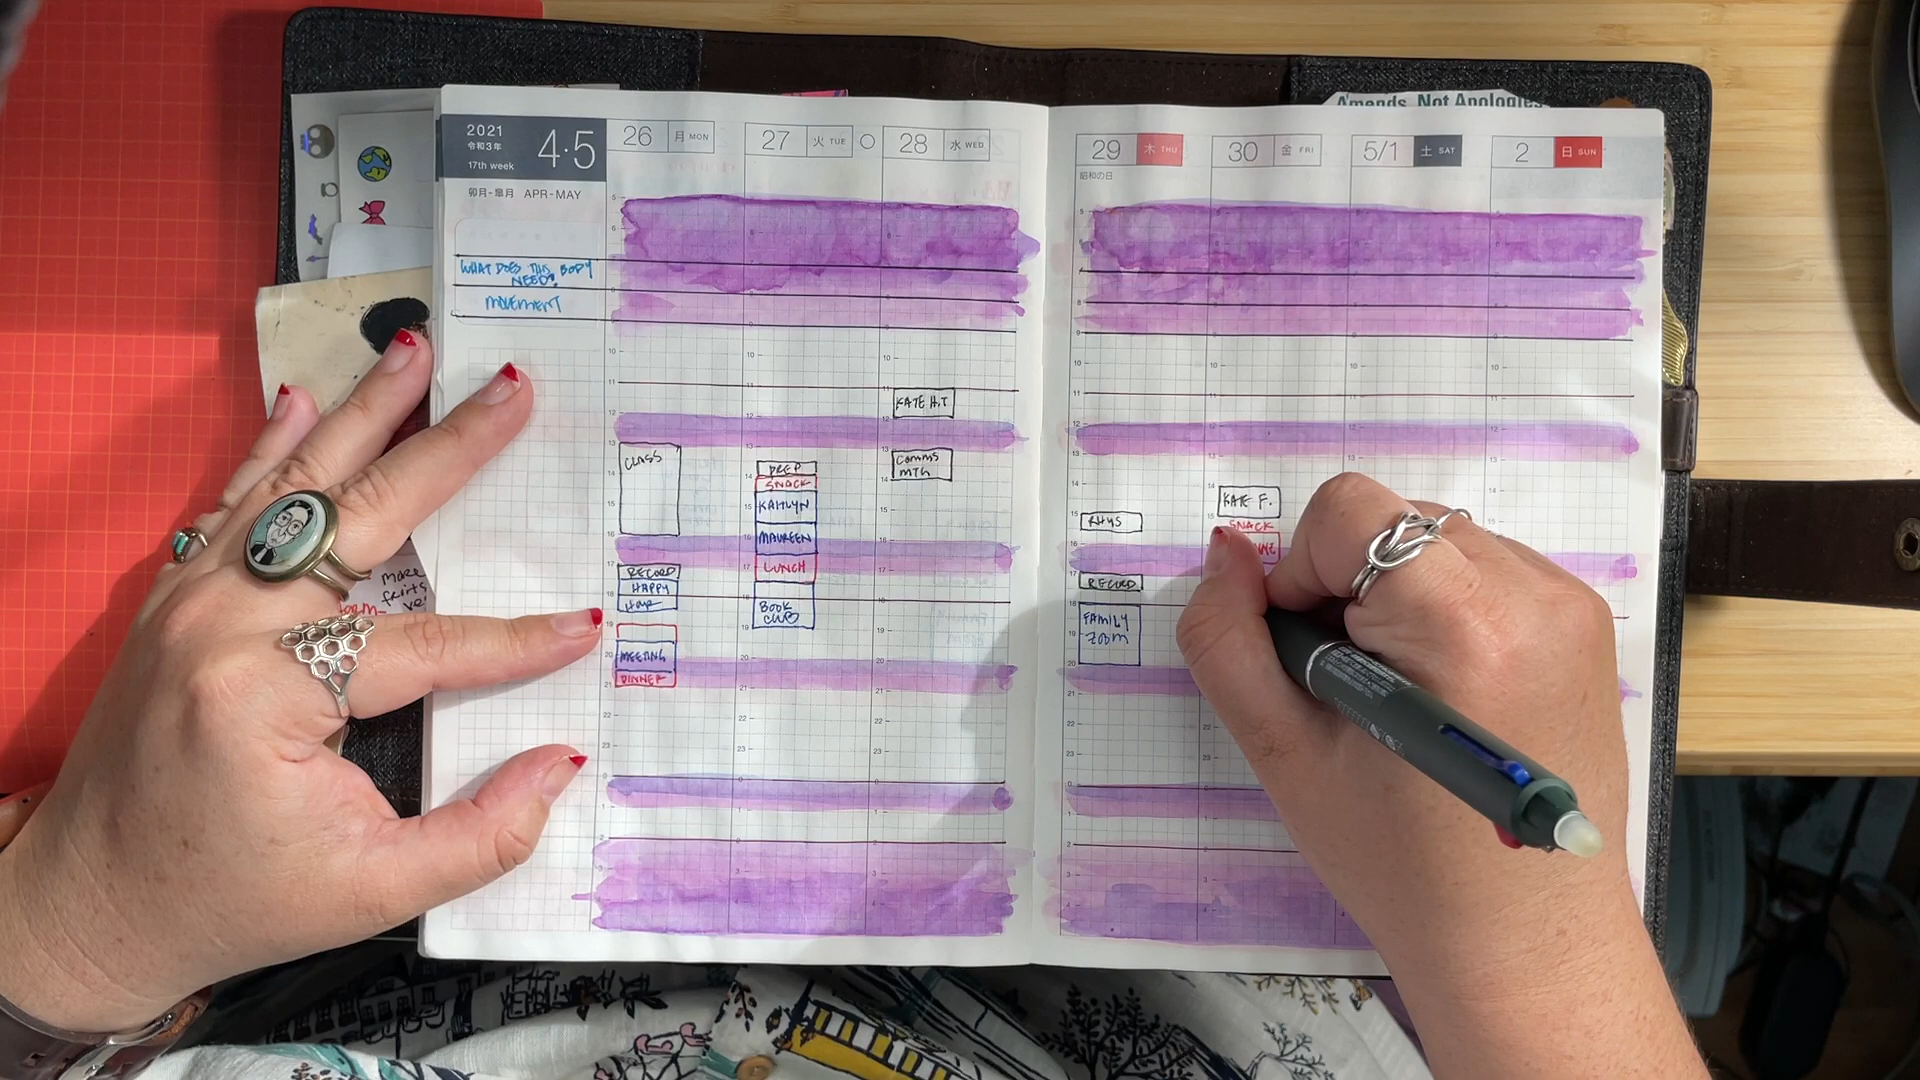 Amends, Not Apologies
2021
令和3年
17th week
4·5
卯月-皐月 APR-MAY
26 月 MON
27 火 TUE
28 水 WED
29 木 THU
昭和の日
30 金 FRI
5/1 土 SAT
2 日 SUN
WHAT DOES THIS BODY
NEED?
MOVEMENT
CLASS
RECORD
HAPPY
HOUR
MEETING
DINNER
PREP
SNACK
KAITLYN
MAUREEN
LUNCH
BOOK
CLUB
KATE H.T
COMMS
MTG
RHYS
RECORD
FAMILY
ZOOM
KATE F.
SNACK
MORE